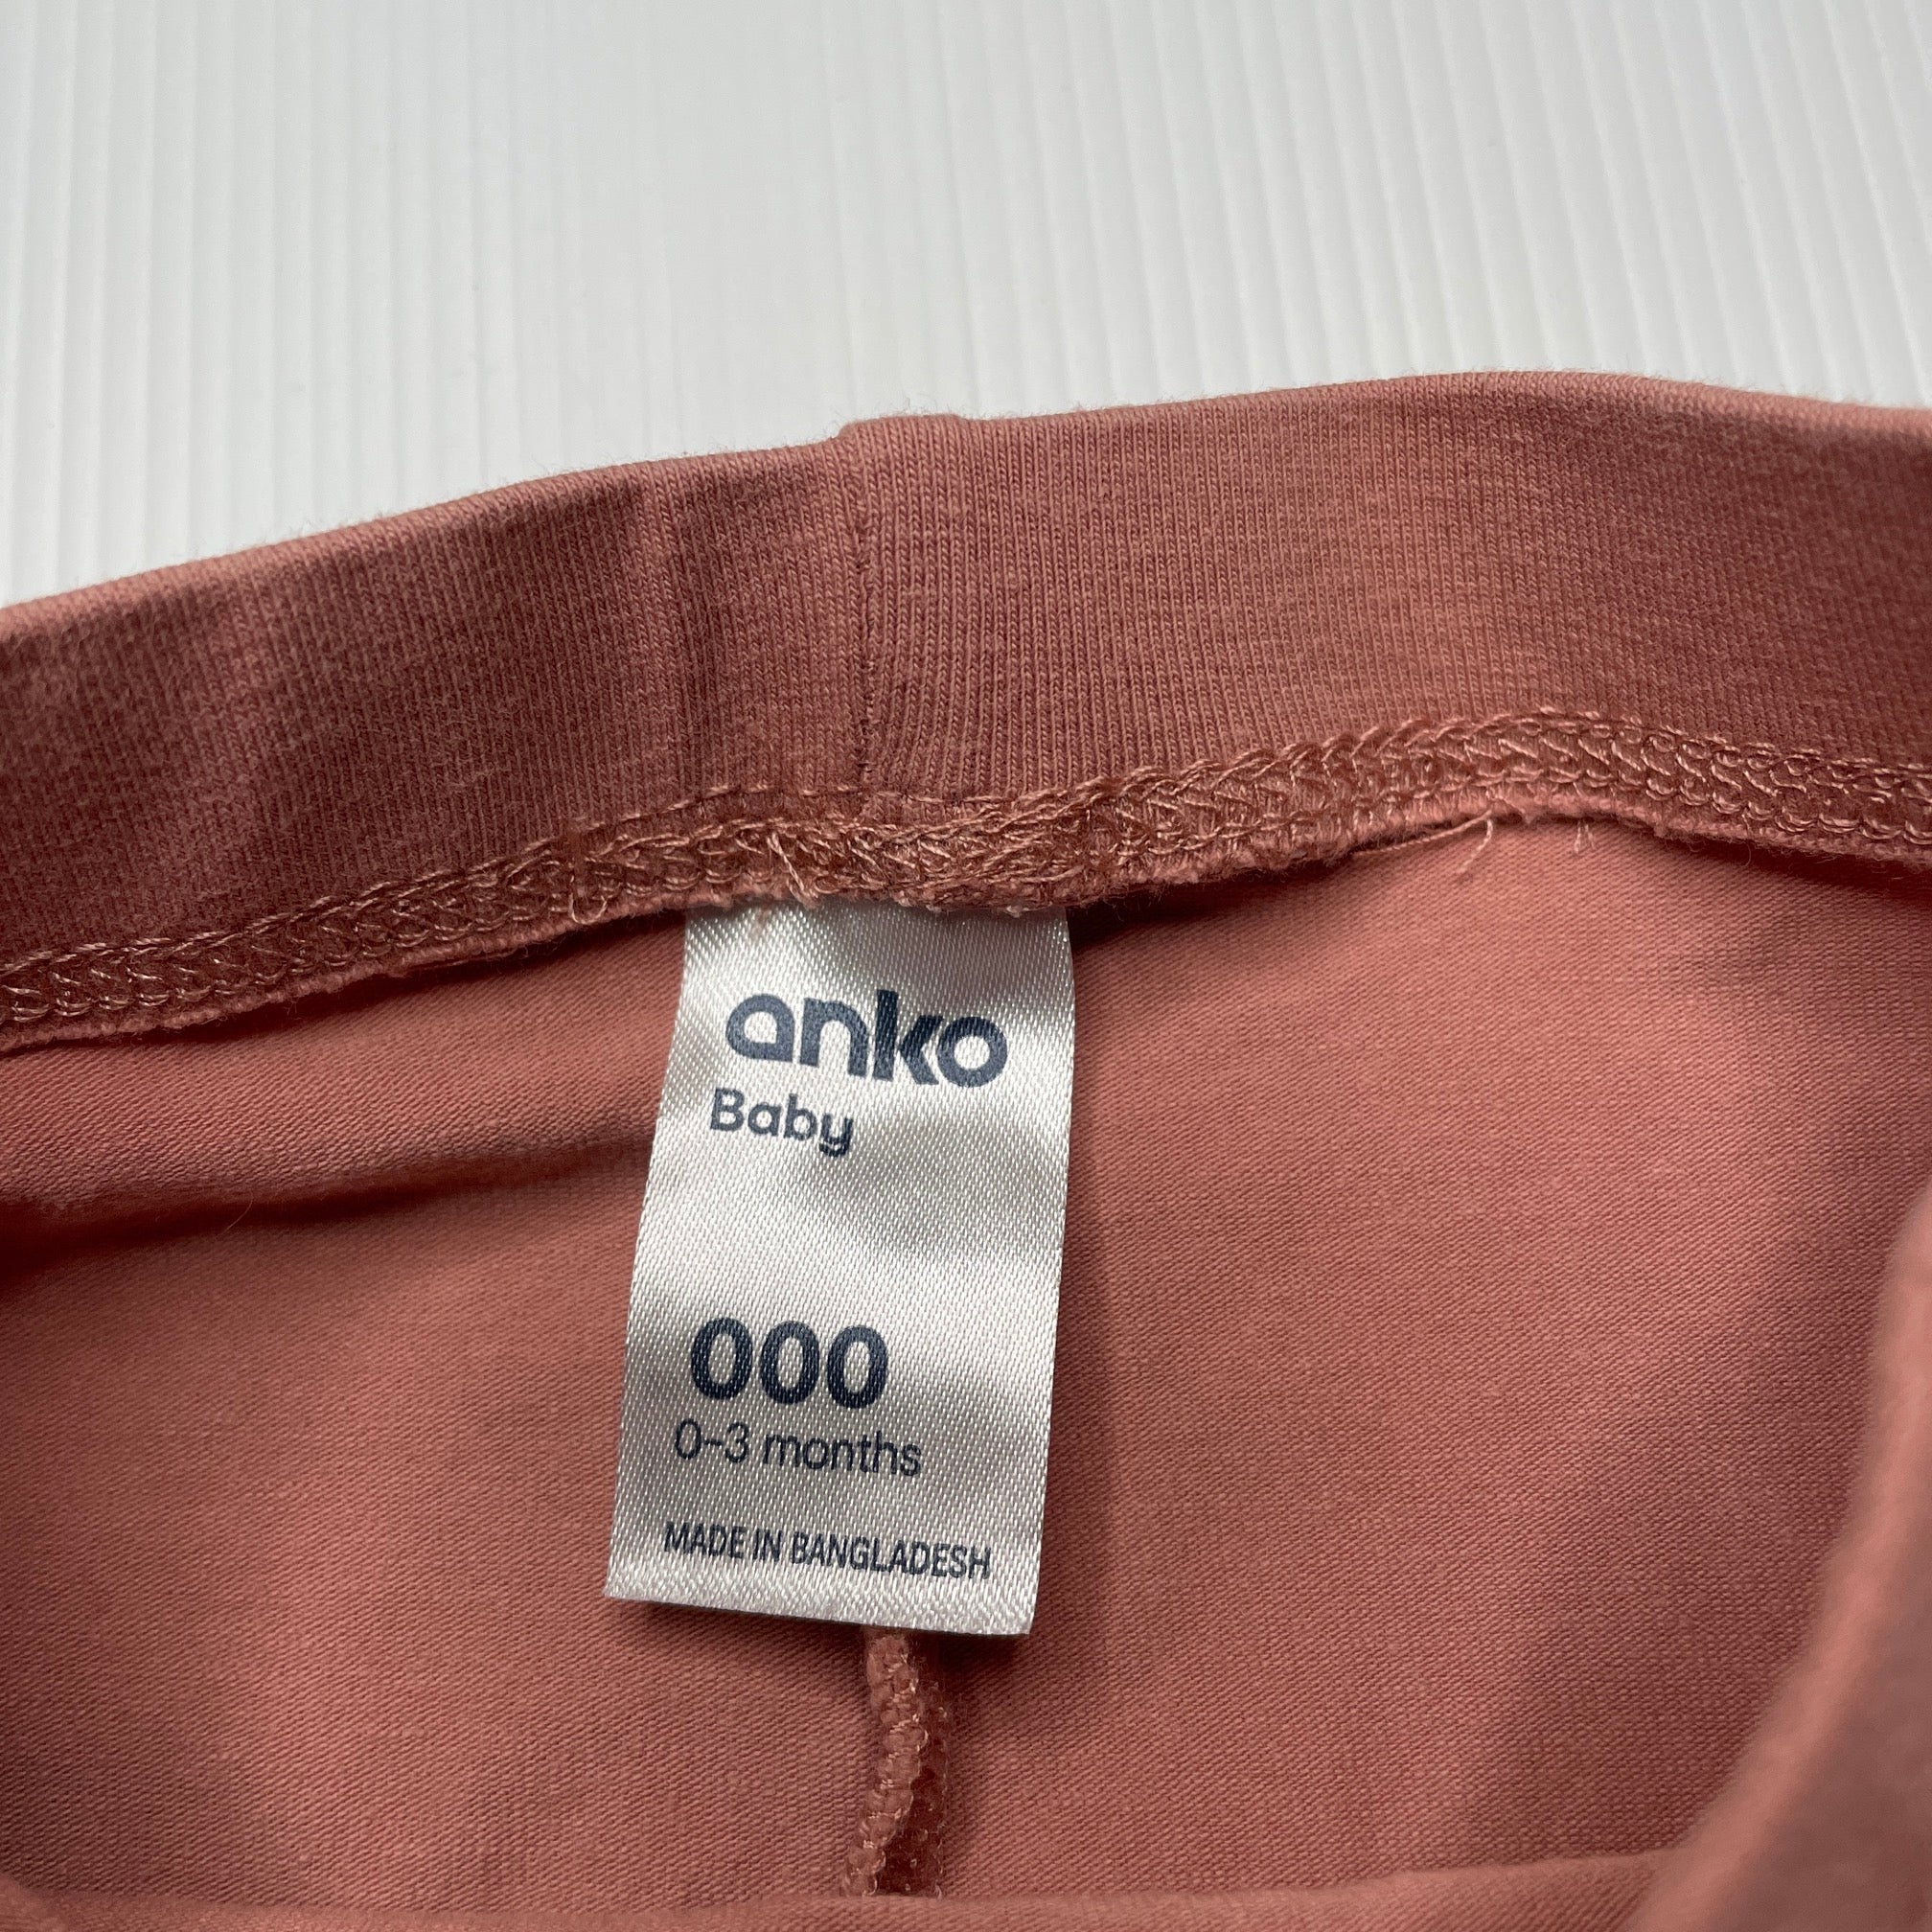 anko
Baby
000
0-3 months
MADE IN BANGLADESH